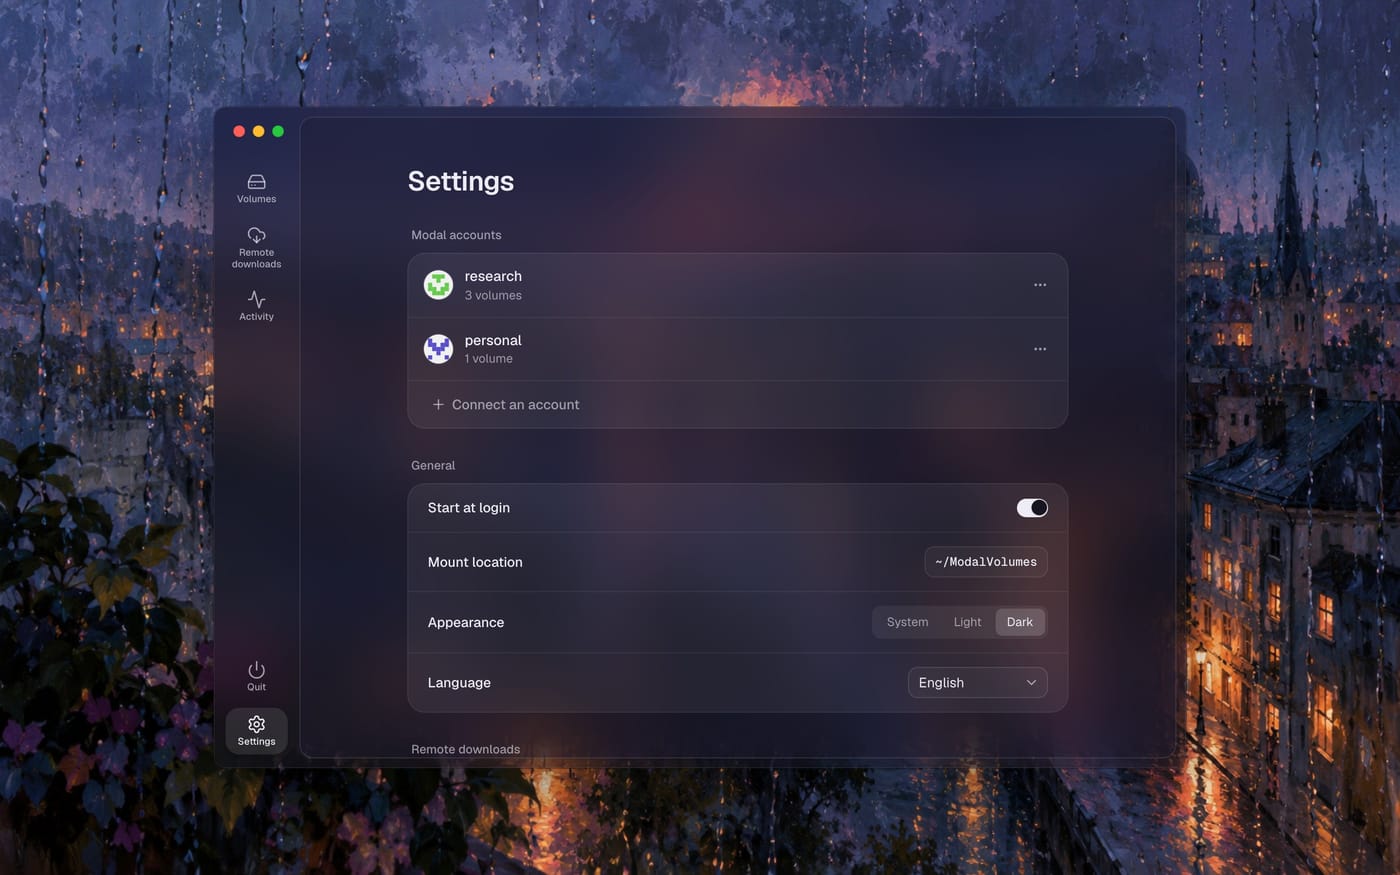 Volumes
Remote
downloads
Activity
Quit
Settings
Settings
Modal accounts
research
3 volumes
personal
1 volume
Connect an account
General
Start at login
Mount location
~/ModalVolumes
Appearance
System Light Dark
Language
English
Remote downloads